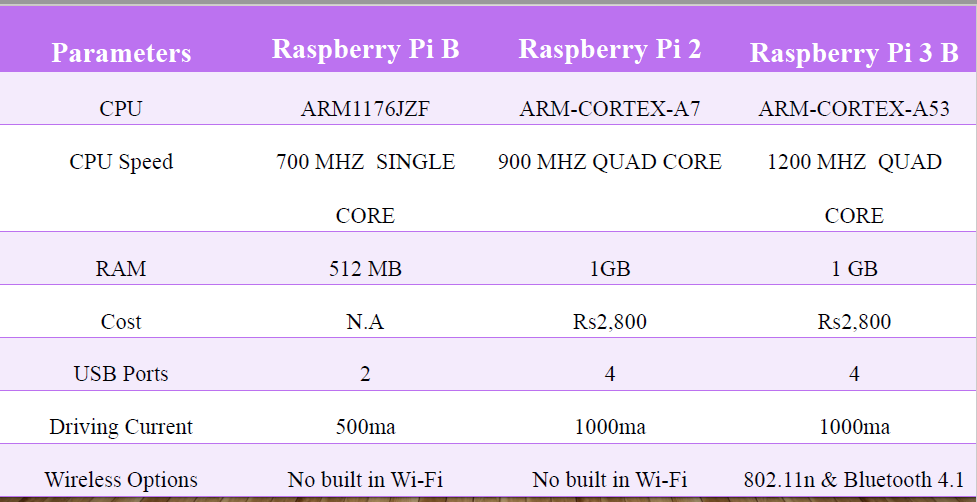 Parameters Raspberry Pi B Raspberry Pi 2 Raspberry Pi 3 B
CPU ARM1176JZF ARM-CORTEX-A7 ARM-CORTEX-A53
CPU Speed 700 MHZ SINGLE 900 MHZ QUAD CORE 1200 MHZ QUAD
CORE CORE
RAM 512 MB 1GB 1 GB
Cost N.A Rs2,800 Rs2,800
USB Ports 2 4 4
Driving Current 500ma 1000ma 1000ma
Wireless Options No built in Wi-Fi No built in Wi-Fi 802.11n & Bluetooth 4.1